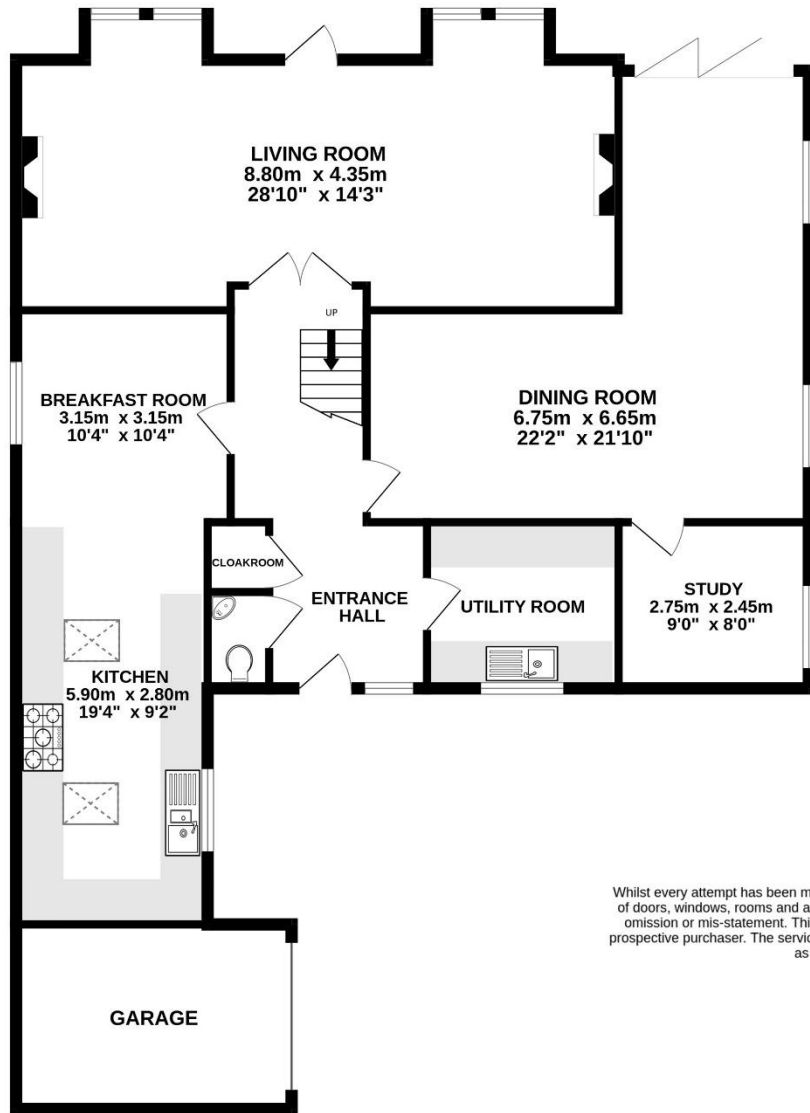 LIVING ROOM
8.80m x 4.35m
28'10" x 14'3"
UP
BREAKFAST ROOM
3.15m x 3.15m
10'4" x 10'4"
DINING ROOM
6.75m x 6.65m
22'2" x 21'10"
CLOAKROOM
ENTRANCE
HALL
UTILITY ROOM
STUDY
2.75m x 2.45m
9'0" x 8'0"
KITCHEN
5.90m x 2.80m
19'4" x 9'2"
Whilst every attempt has been m
of doors, windows, rooms and a
omission or mis-statement. Thi
prospective purchaser. The servic
as
GARAGE